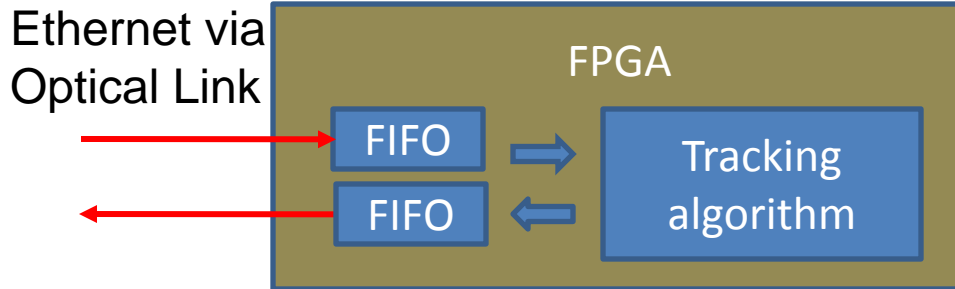 Ethernet via
Optical Link
FPGA
FIFO
FIFO
Tracking
algorithm